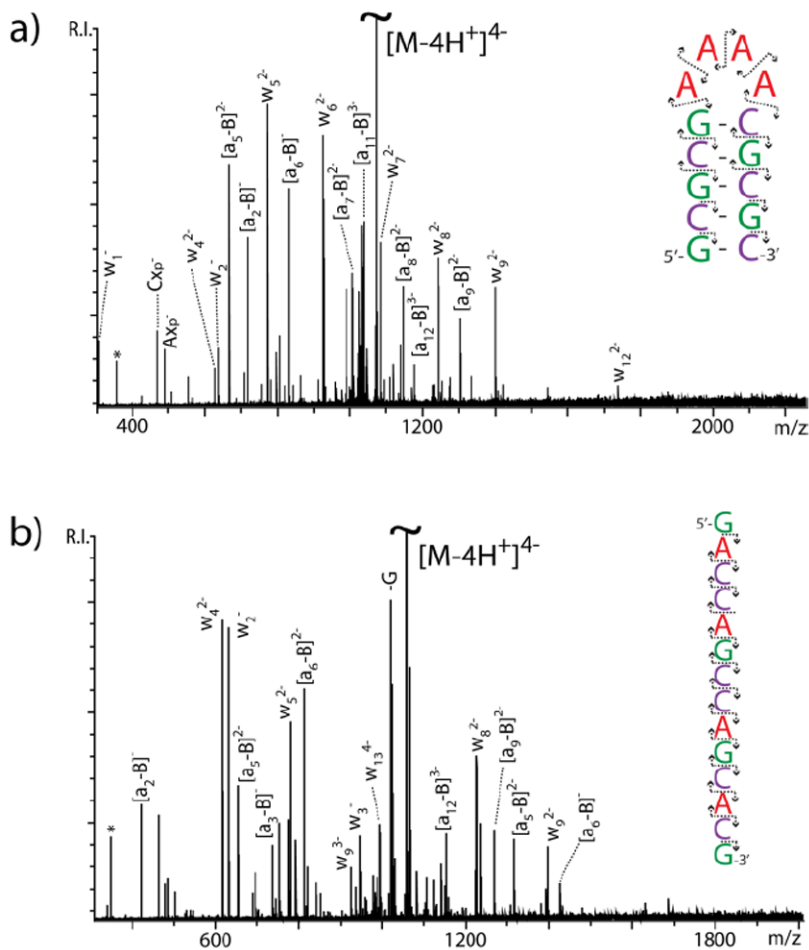 a)
R.I.
[M-4H⁺]⁴⁻
w₁⁻
*
Cxp⁻
Axp⁻
w₄²⁻
w₂⁻
[a₅-B]²⁻
[a₂-B]⁻
w₅²⁻
[a₆-B]⁻
w₆²⁻
[a₇-B]²⁻
[a₁₁-B]³⁻
w₇²⁻
[a₈-B]²⁻
[a₁₂-B]³⁻
w₈²⁻
[a₉-B]²⁻
w₉²⁻
w₁₂²⁻
400 1200 2000 m/z
A A
A A
G - C
C - G
G - C
C - G
5'-G - C-3'
b)
R.I.
[M-4H⁺]⁴⁻
*
[a₂-B]⁻
w₄²⁻
w₂⁻
[a₅-B]²⁻
[a₃-B]⁻
w₅²⁻
[a₆-B]²⁻
w₉³⁻
w₃⁻
w₁₃⁴⁻
-G
[a₁₂-B]³⁻
w₈²⁻
[a₉-B]²⁻
[a₅-B]²⁻
w₉²⁻
[a₆-B]⁻
600 1200 1800 m/z
5'-G
A
C
C
A
G
C
C
A
G
C
A
C
G-3'